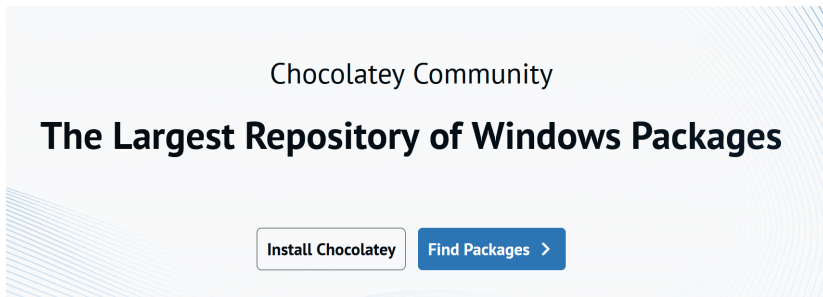 Chocolatey Community
The Largest Repository of Windows Packages
Install Chocolatey
Find Packages